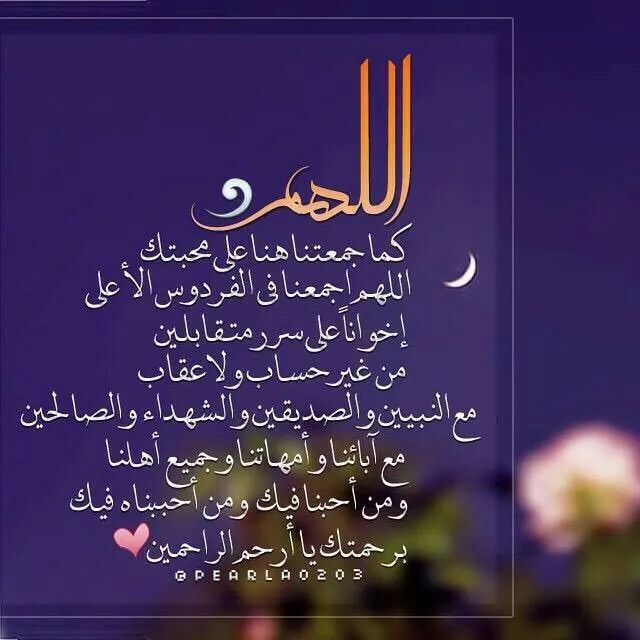 اللهم و
كما جمعتنا هنا على محبتك
اللهم اجمعنا في الفردوس الأعلى
إخواناً على سرر متقابلين
من غير حساب ولا عقاب
مع النبيين والصديقين والشهداء والصالحين
مع آبائنا وأمهاتنا وجميع أهلنا
ومن أحبنا فيك ومن أحببناه فيك
برحمتك يا أرحم الراحمين
@PEARLA0203